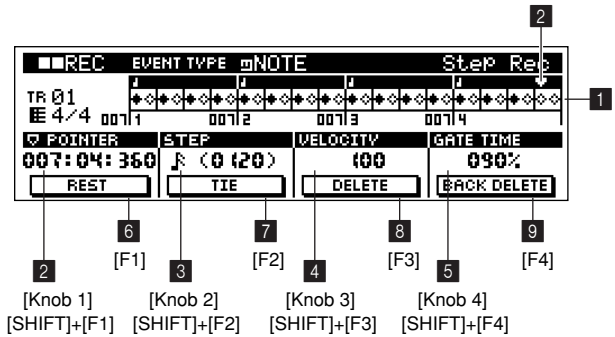 2
REC EVENT TYPE NOTE Step Rec
TR 01
4/4 007 1 007 2 007 3 007 4
1
POINTER STEP VELOCITY GATE TIME
007:04:360 (0120) 100 090%
REST TIE DELETE BACK DELETE
6 7 8 9
[F1] [F2] [F3] [F4]
2 3 4 5
[Knob 1] [Knob 2] [Knob 3] [Knob 4]
[SHIFT]+[F1] [SHIFT]+[F2] [SHIFT]+[F3] [SHIFT]+[F4]